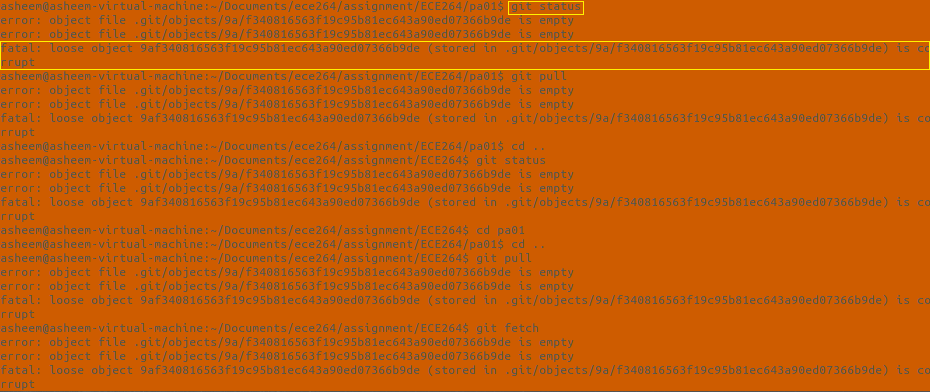 asheem@asheem-virtual-machine:~/Documents/ece264/assignment/ECE264/pa01$ git status
error: object file .git/objects/9a/f340816563f19c95b81ec643a90ed07366b9de is empty
error: object file .git/objects/9a/f340816563f19c95b81ec643a90ed07366b9de is empty
fatal: loose object 9af340816563f19c95b81ec643a90ed07366b9de (stored in .git/objects/9a/f340816563f19c95b81ec643a90ed07366b9de) is co
rrupt
asheem@asheem-virtual-machine:~/Documents/ece264/assignment/ECE264/pa01$ git pull
error: object file .git/objects/9a/f340816563f19c95b81ec643a90ed07366b9de is empty
error: object file .git/objects/9a/f340816563f19c95b81ec643a90ed07366b9de is empty
fatal: loose object 9af340816563f19c95b81ec643a90ed07366b9de (stored in .git/objects/9a/f340816563f19c95b81ec643a90ed07366b9de) is co
rrupt
asheem@asheem-virtual-machine:~/Documents/ece264/assignment/ECE264/pa01$ cd ..
asheem@asheem-virtual-machine:~/Documents/ece264/assignment/ECE264$ git status
error: object file .git/objects/9a/f340816563f19c95b81ec643a90ed07366b9de is empty
error: object file .git/objects/9a/f340816563f19c95b81ec643a90ed07366b9de is empty
fatal: loose object 9af340816563f19c95b81ec643a90ed07366b9de (stored in .git/objects/9a/f340816563f19c95b81ec643a90ed07366b9de) is co
rrupt
asheem@asheem-virtual-machine:~/Documents/ece264/assignment/ECE264$ cd pa01
asheem@asheem-virtual-machine:~/Documents/ece264/assignment/ECE264/pa01$ cd ..
asheem@asheem-virtual-machine:~/Documents/ece264/assignment/ECE264$ git pull
error: object file .git/objects/9a/f340816563f19c95b81ec643a90ed07366b9de is empty
error: object file .git/objects/9a/f340816563f19c95b81ec643a90ed07366b9de is empty
fatal: loose object 9af340816563f19c95b81ec643a90ed07366b9de (stored in .git/objects/9a/f340816563f19c95b81ec643a90ed07366b9de) is co
rrupt
asheem@asheem-virtual-machine:~/Documents/ece264/assignment/ECE264$ git fetch
error: object file .git/objects/9a/f340816563f19c95b81ec643a90ed07366b9de is empty
error: object file .git/objects/9a/f340816563f19c95b81ec643a90ed07366b9de is empty
fatal: loose object 9af340816563f19c95b81ec643a90ed07366b9de (stored in .git/objects/9a/f340816563f19c95b81ec643a90ed07366b9de) is co
rrupt